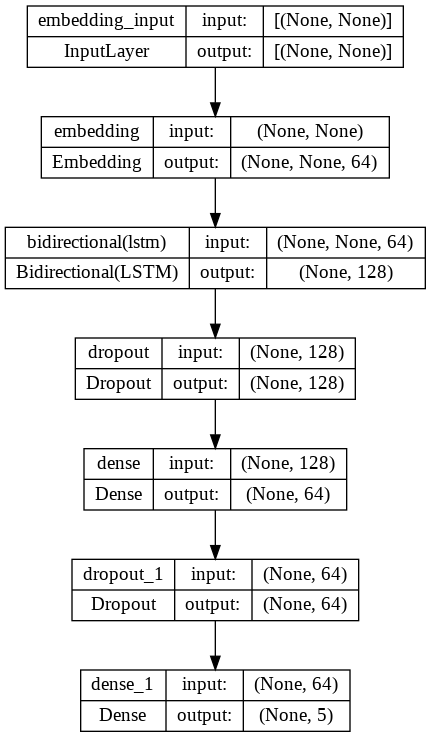 embedding_input input: [(None, None)]
InputLayer output: [(None, None)]
embedding input: (None, None)
Embedding output: (None, None, 64)
bidirectional(lstm) input: (None, None, 64)
Bidirectional(LSTM) output: (None, 128)
dropout input: (None, 128)
Dropout output: (None, 128)
dense input: (None, 128)
Dense output: (None, 64)
dropout_1 input: (None, 64)
Dropout output: (None, 64)
dense_1 input: (None, 64)
Dense output: (None, 5)